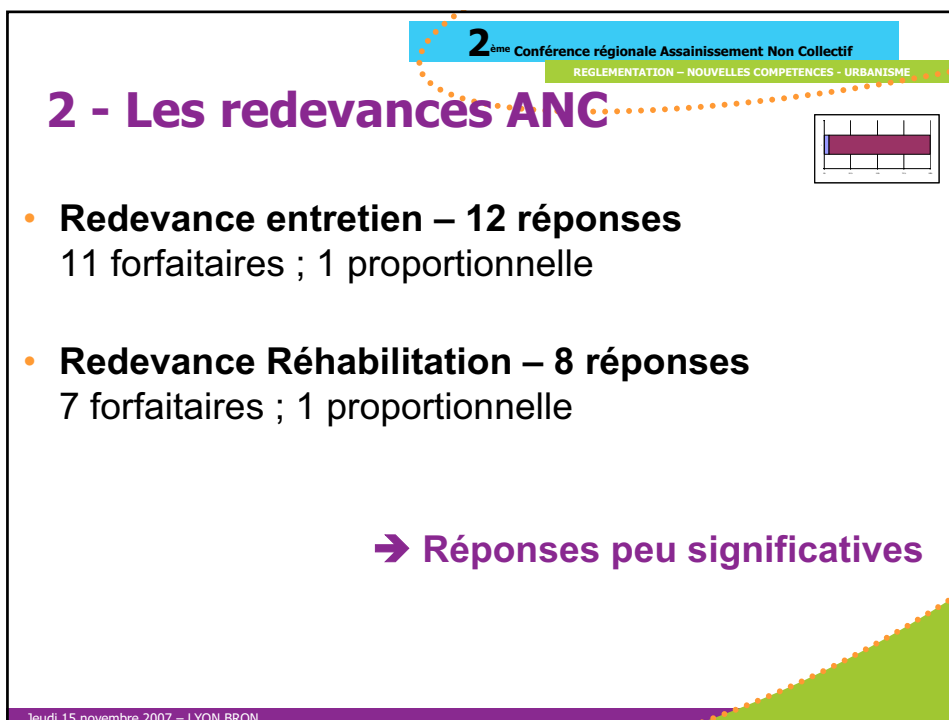 2ème Conférence régionale Assainissement Non Collectif
REGLEMENTATION – NOUVELLES COMPETENCES - URBANISME
2 - Les redevances ANC
• Redevance entretien – 12 réponses
11 forfaitaires ; 1 proportionnelle
• Redevance Réhabilitation – 8 réponses
7 forfaitaires ; 1 proportionnelle
➔ Réponses peu significatives
Jeudi 15 novembre 2007 – LYON BRON